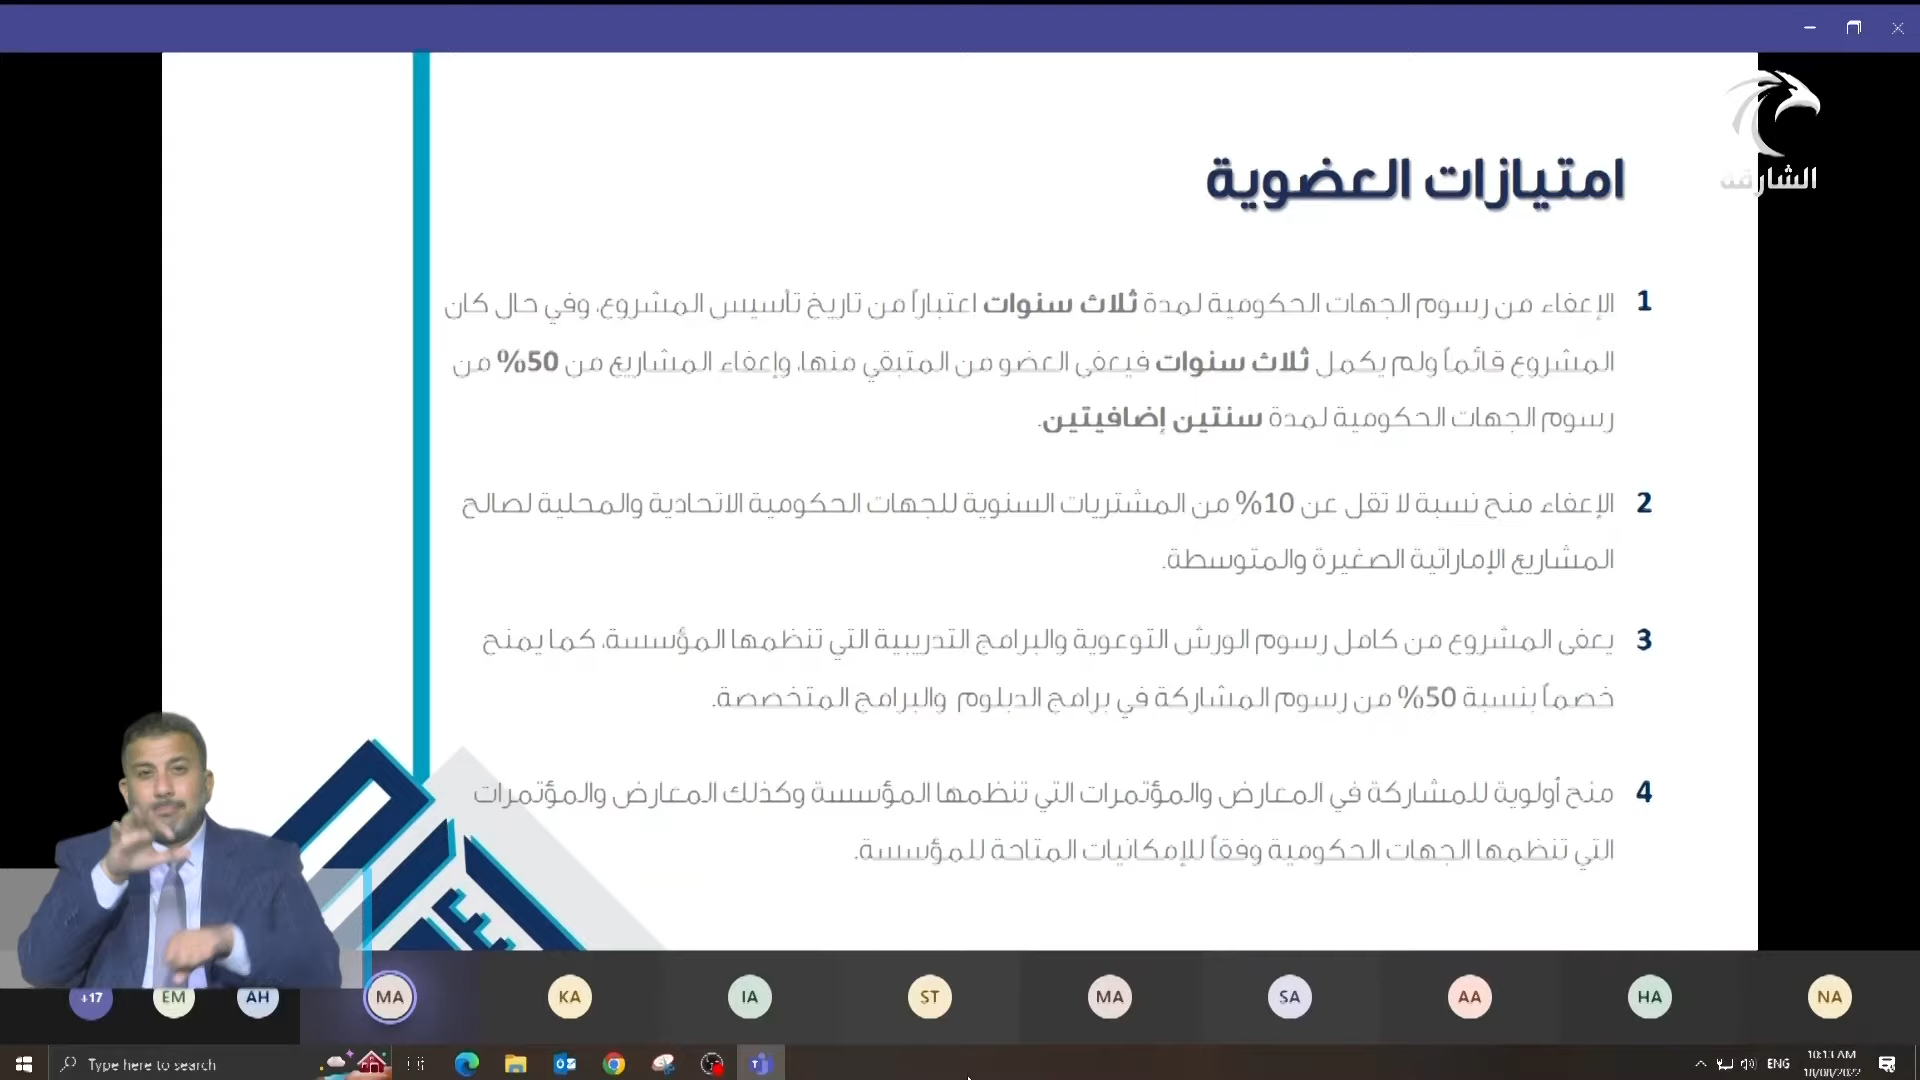 الشارقة
امتيازات العضوية
1 الإعفاء من رسوم الجهات الحكومية لمدة ثلاث سنوات اعتباراً من تاريخ تأسيس المشروع، وفي حال كان
المشروع قائماً ولم يكمل ثلاث سنوات فيعفى العضو من المتبقي منها، وإعفاء المشاريع من 50% من
رسوم الجهات الحكومية لمدة سنتين إضافيتين.
2 الإعفاء منح نسبة لا تقل عن 10% من المشتريات السنوية للجهات الحكومية الاتحادية والمحلية لصالح
المشاريع الإماراتية الصغيرة والمتوسطة.
3 يعفى المشروع من كامل رسوم الورش التوعوية والبرامج التدريبية التي تنظمها المؤسسة، كما يمنح
خصماً بنسبة 50% من رسوم المشاركة في برامج الدبلوم والبرامج المتخصصة.
4 منح أولوية للمشاركة في المعارض والمؤتمرات التي تنظمها المؤسسة وكذلك المعارض والمؤتمرات
التي تنظمها الجهات الحكومية وفقاً للإمكانيات المتاحة للمؤسسة.
+17 EM AH MA KA IA ST MA SA AA HA NA
Type here to search
ENG
10:13 AM
18/08/2022